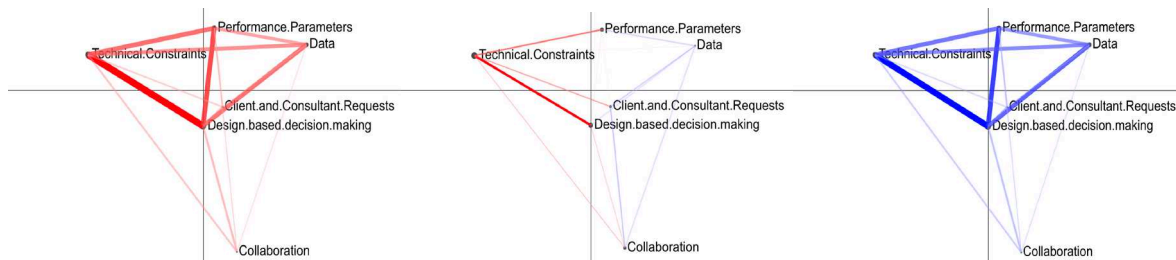 Performance.Parameters
Data
Technical.Constraints
Client.and.Consultant.Requests
Design.based.decision.making
Collaboration
Performance.Parameters
Data
Technical.Constraints
Client.and.Consultant.Requests
Design.based.decision.making
Collaboration
Performance.Parameters
Data
Technical.Constraints
Client.and.Consultant.Requests
Design.based.decision.making
Collaboration